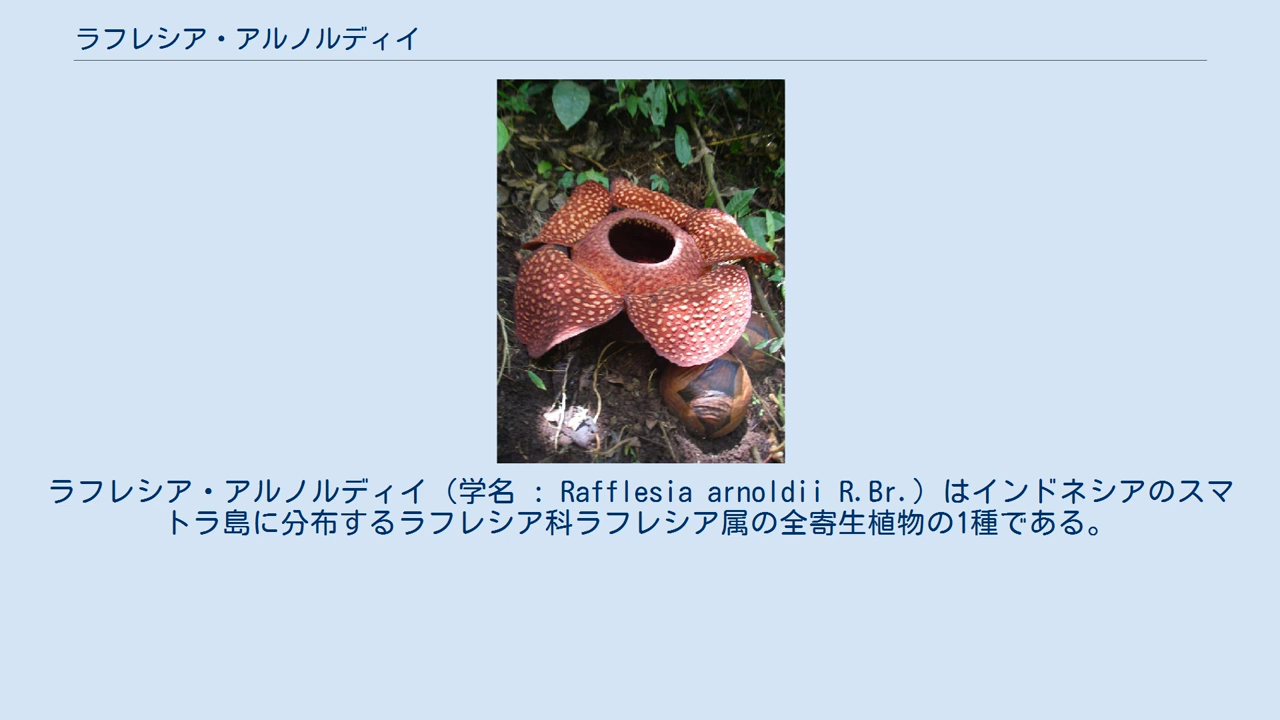 ラフレシア・アルノルディイ
ラフレシア・アルノルディイ（学名 : Rafflesia arnoldii R.Br.）はインドネシアのスマ
トラ島に分布するラフレシア科ラフレシア属の全寄生植物の1種である。